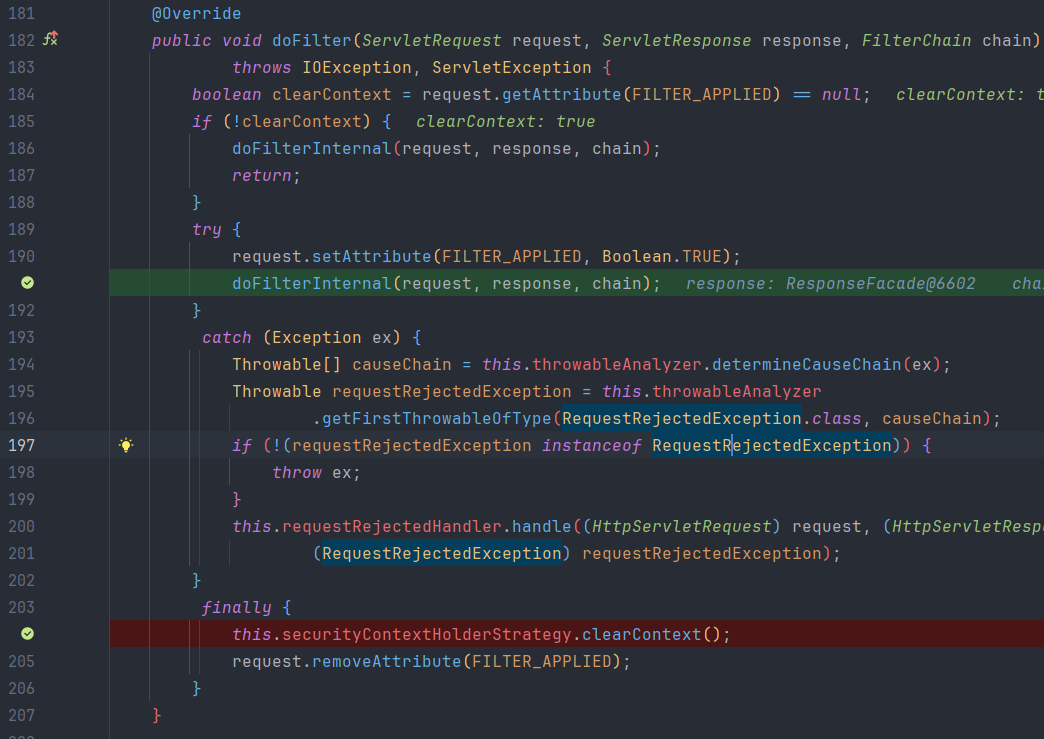 181 @Override
182 public void doFilter(ServletRequest request, ServletResponse response, FilterChain chain)
183 throws IOException, ServletException {
184 boolean clearContext = request.getAttribute(FILTER_APPLIED) == null; clearContext: t
185 if (!clearContext) { clearContext: true
186 doFilterInternal(request, response, chain);
187 return;
188 }
189 try {
190 request.setAttribute(FILTER_APPLIED, Boolean.TRUE);
doFilterInternal(request, response, chain); response: ResponseFacade@6602 cha
192 }
193 catch (Exception ex) {
194 Throwable[] causeChain = this.throwableAnalyzer.determineCauseChain(ex);
195 Throwable requestRejectedException = this.throwableAnalyzer
196 .getFirstThrowableOfType(RequestRejectedException.class, causeChain);
197 if (!(requestRejectedException instanceof RequestRejectedException)) {
198 throw ex;
199 }
200 this.requestRejectedHandler.handle((HttpServletRequest) request, (HttpServletResp
201 (RequestRejectedException) requestRejectedException);
202 }
203 finally {
this.securityContextHolderStrategy.clearContext();
205 request.removeAttribute(FILTER_APPLIED);
206 }
207 }